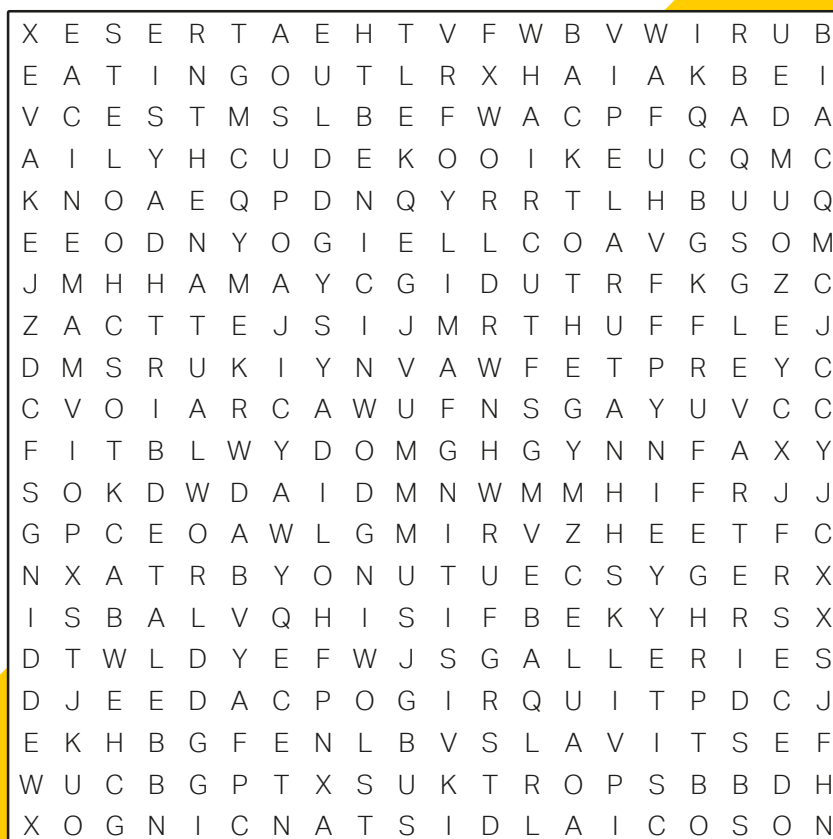 X E S E R T A E H T V F W B V W I R U B
E A T I N G O U T L R X H A I A K B E I
V C E S T M S L B E F W A C P F Q A D A
A I L Y H C U D E K O O I K E U C Q M C
K N O A E Q P D N Q Y R R T L H B U U Q
E E O D N Y O G I E L L C O A V G S O M
J M H H A M A Y C G I D U T R F K G Z C
Z A C T T E J S I J M R T H U F F L E J
D M S R U K I Y N V A W F E T P R E Y C
C V O I A R C A W U F N S G A Y U V C C
F I T B L W Y D O M G H G Y N N F A X Y
S O K D W D A I D M N W M M H I F R J J
G P C E O A W L G M I R V Z H E E T F C
N X A T R B Y O N U T U E C S Y G E R X
I S B A L V Q H I S I F B E K Y H R S X
D T W L D Y E F W J S G A L L E R I E S
D J E E D A C P O G I R Q U I T P D C J
E K H B G F E N L B V S L A V I T S E F
W U C B G P T X S U K T R O P S B B D H
X O G N I C N A T S I D L A I C O S O N